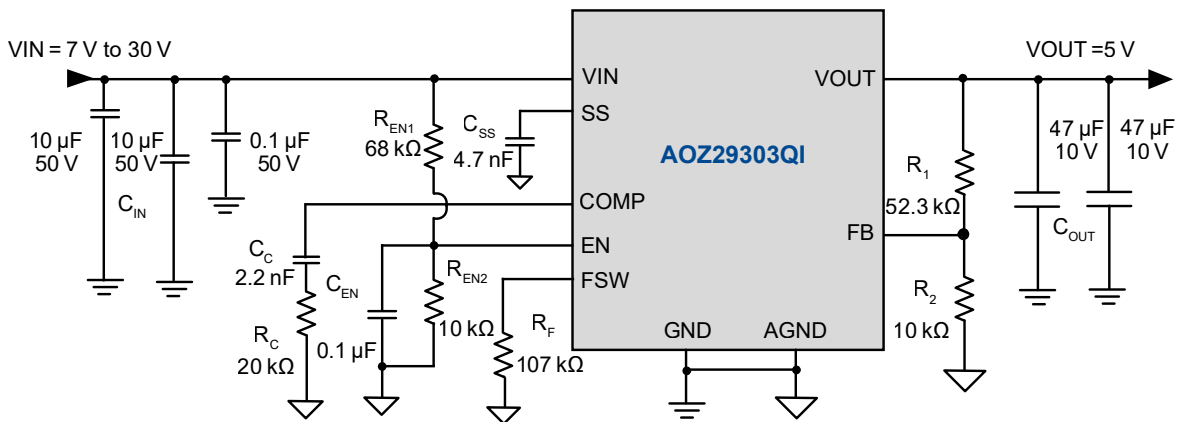 VIN = 7 V to 30 V
10 µF
50 V
10 µF
50 V
0.1 µF
50 V
C_IN
R_EN1
68 kΩ
C_SS
4.7 nF
C_C
2.2 nF
R_C
20 kΩ
C_EN
0.1 µF
R_EN2
10 kΩ
R_F
107 kΩ
VIN
SS
COMP
EN
FSW
AOZ29303QI
VOUT
FB
GND
AGND
VOUT =5 V
R_1
52.3 kΩ
R_2
10 kΩ
C_OUT
47 µF
10 V
47 µF
10 V